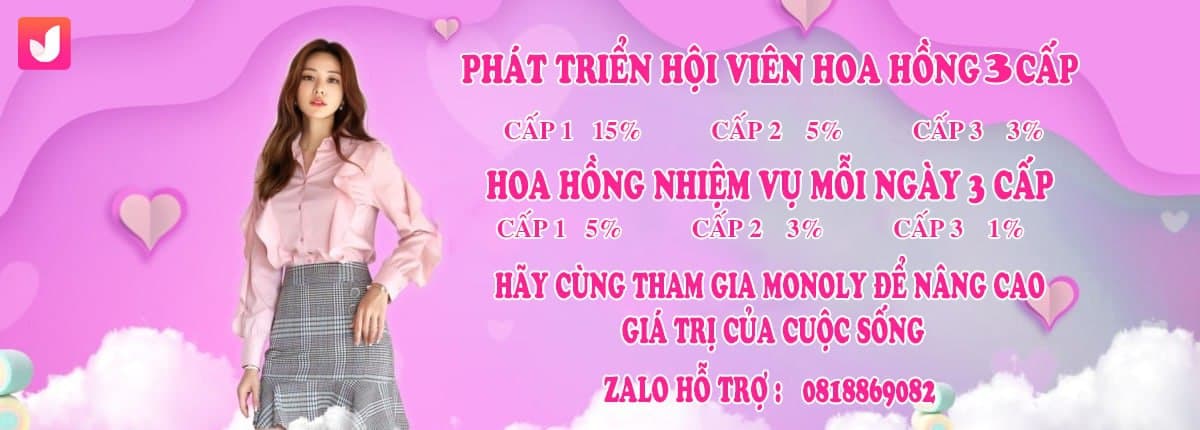 PHÁT TRIỂN HỘI VIÊN HOA HỒNG 3 CẤP
CẤP 1 15% CẤP 2 5% CẤP 3 3%
HOA HỒNG NHIỆM VỤ MỖI NGÀY 3 CẤP
CẤP 1 5% CẤP 2 3% CẤP 3 1%
HÃY CÙNG THAM GIA MONOLY ĐỂ NÂNG CAO
GIÁ TRỊ CỦA CUỘC SỐNG
ZALO HỖ TRỢ : 0818869082